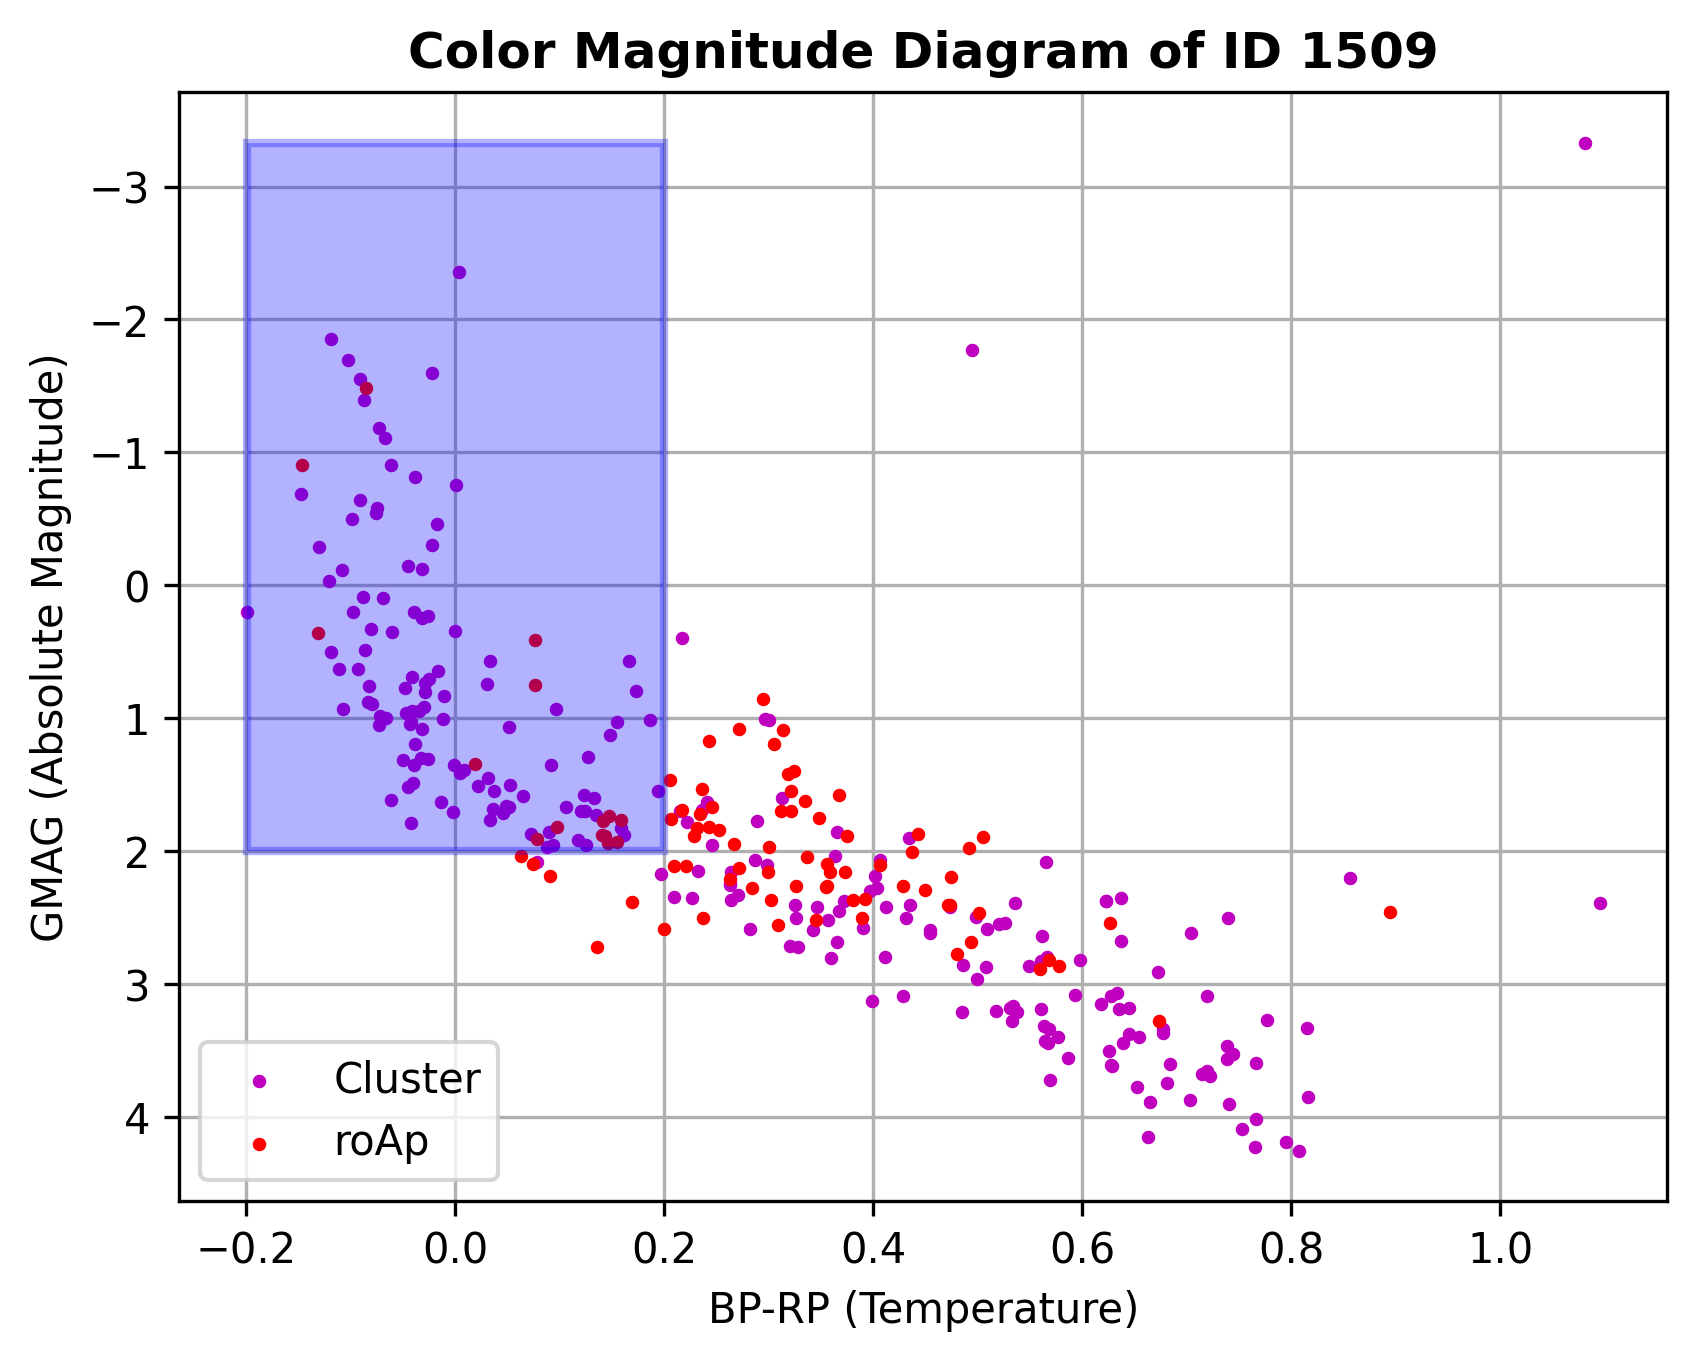 Color Magnitude Diagram of ID 1509
−3
−2
−1
0
1
2
3
4
GMAG (Absolute Magnitude)
Cluster
roAp
−0.2 0.0 0.2 0.4 0.6 0.8 1.0
BP-RP (Temperature)